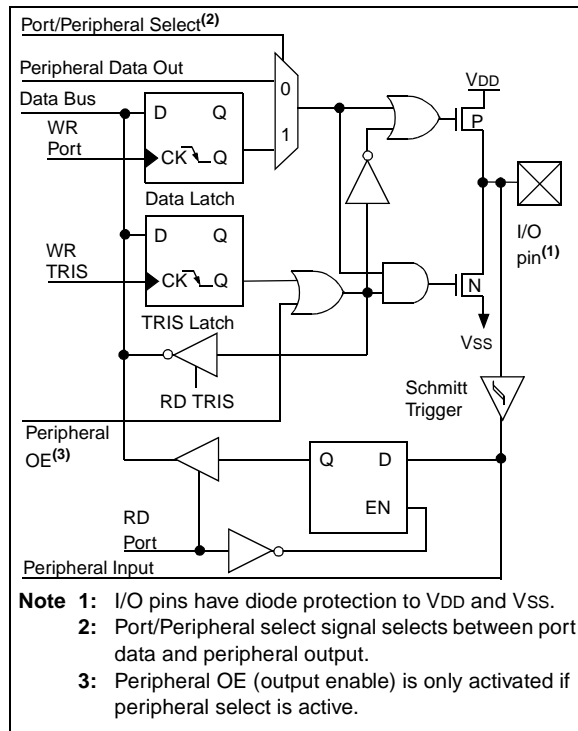 Port/Peripheral Select(2)
Peripheral Data Out
Data Bus
WR
Port
D Q
CK Q
Data Latch
0
1
VDD
P
I/O
pin(1)
WR
TRIS
D Q
CK Q
TRIS Latch
N
VSS
RD TRIS
Schmitt
Trigger
Peripheral
OE(3)
Q D
EN
RD
Port
Peripheral Input
Note 1: I/O pins have diode protection to VDD and VSS.
2: Port/Peripheral select signal selects between port
data and peripheral output.
3: Peripheral OE (output enable) is only activated if
peripheral select is active.